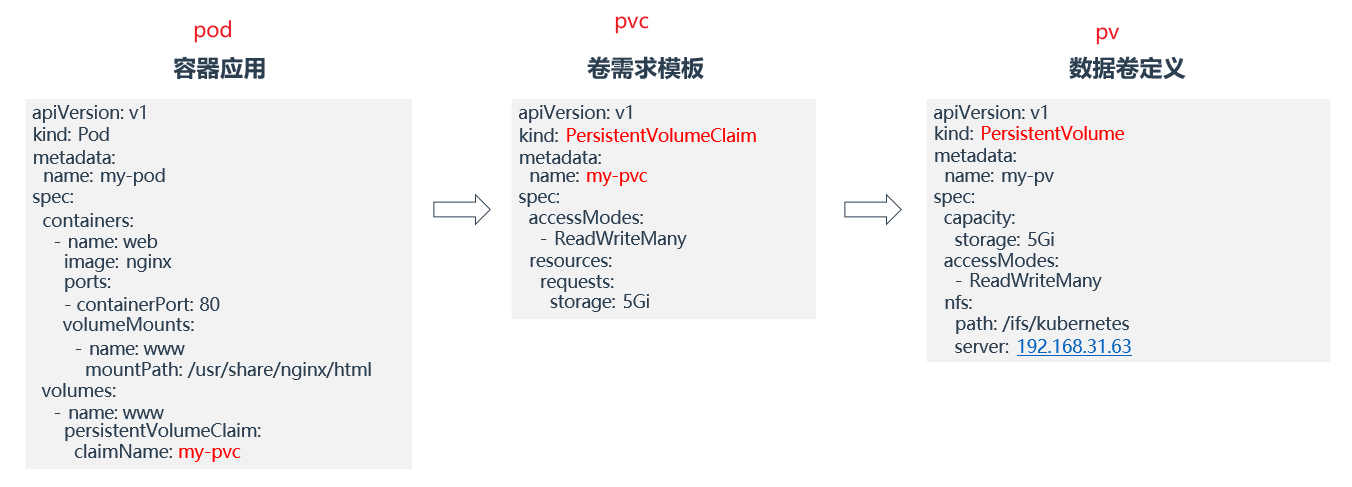 pod
容器应用
apiVersion: v1
kind: Pod
metadata:
  name: my-pod
spec:
  containers:
    - name: web
      image: nginx
      ports:
      - containerPort: 80
      volumeMounts:
        - name: www
          mountPath: /usr/share/nginx/html
  volumes:
    - name: www
      persistentVolumeClaim:
        claimName: my-pvc
pvc
卷需求模板
apiVersion: v1
kind: PersistentVolumeClaim
metadata:
  name: my-pvc
spec:
  accessModes:
    - ReadWriteMany
  resources:
    requests:
      storage: 5Gi
pv
数据卷定义
apiVersion: v1
kind: PersistentVolume
metadata:
  name: my-pv
spec:
  capacity:
    storage: 5Gi
  accessModes:
    - ReadWriteMany
  nfs:
    path: /ifs/kubernetes
    server: 192.168.31.63